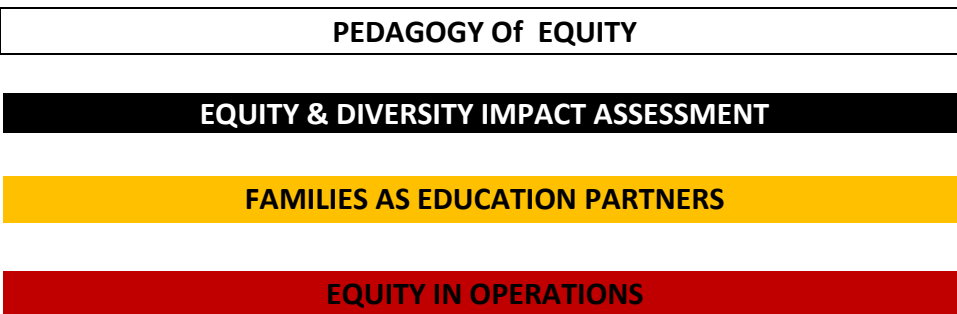 PEDAGOGY Of EQUITY
EQUITY & DIVERSITY IMPACT ASSESSMENT
FAMILIES AS EDUCATION PARTNERS
EQUITY IN OPERATIONS